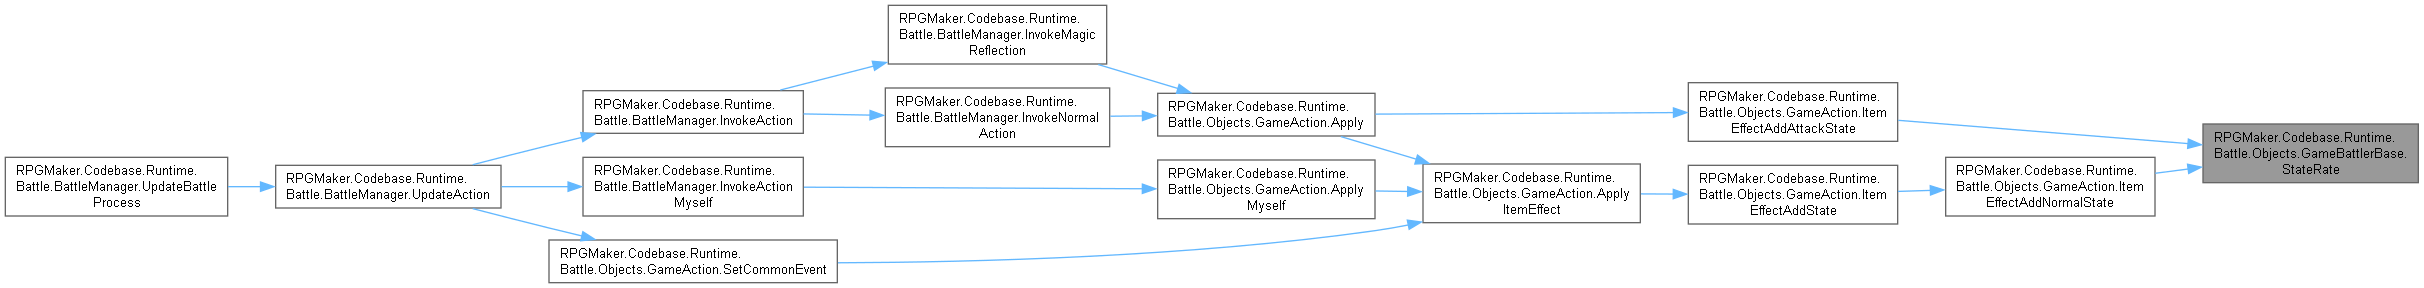 RPGMaker.Codebase.Runtime.
Battle.BattleManager.UpdateBattle
Process
RPGMaker.Codebase.Runtime.
Battle.BattleManager.UpdateAction
RPGMaker.Codebase.Runtime.
Battle.BattleManager.InvokeAction
RPGMaker.Codebase.Runtime.
Battle.BattleManager.InvokeAction
Myself
RPGMaker.Codebase.Runtime.
Battle.Objects.GameAction.SetCommonEvent
RPGMaker.Codebase.Runtime.
Battle.BattleManager.InvokeMagic
Reflection
RPGMaker.Codebase.Runtime.
Battle.BattleManager.InvokeNormal
Action
RPGMaker.Codebase.Runtime.
Battle.Objects.GameAction.Apply
RPGMaker.Codebase.Runtime.
Battle.Objects.GameAction.Apply
Myself
RPGMaker.Codebase.Runtime.
Battle.Objects.GameAction.Apply
ItemEffect
RPGMaker.Codebase.Runtime.
Battle.Objects.GameAction.Item
EffectAddAttackState
RPGMaker.Codebase.Runtime.
Battle.Objects.GameAction.Item
EffectAddState
RPGMaker.Codebase.Runtime.
Battle.Objects.GameAction.Item
EffectAddNormalState
RPGMaker.Codebase.Runtime.
Battle.Objects.GameBattlerBase.
StateRate